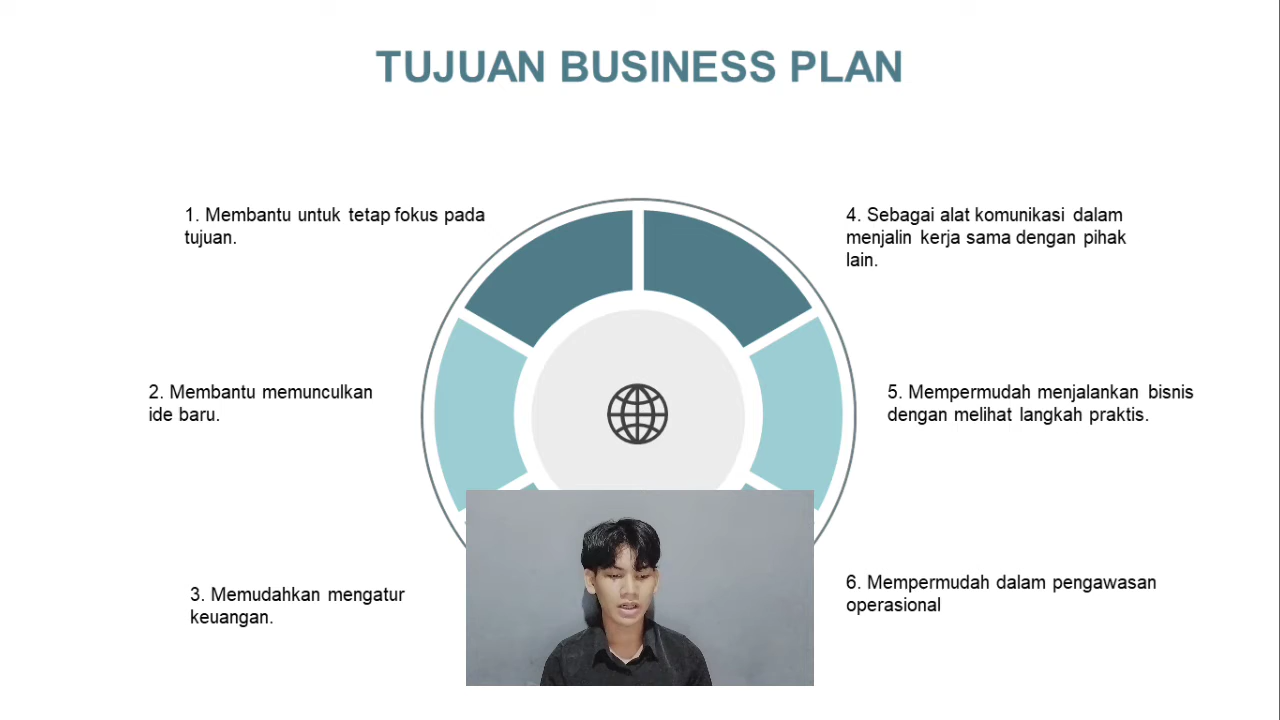 TUJUAN BUSINESS PLAN
1. Membantu untuk tetap fokus pada
tujuan.
2. Membantu memunculkan
ide baru.
3. Memudahkan mengatur
keuangan.
4. Sebagai alat komunikasi dalam
menjalin kerja sama dengan pihak
lain.
5. Mempermudah menjalankan bisnis
dengan melihat langkah praktis.
6. Mempermudah dalam pengawasan
operasional